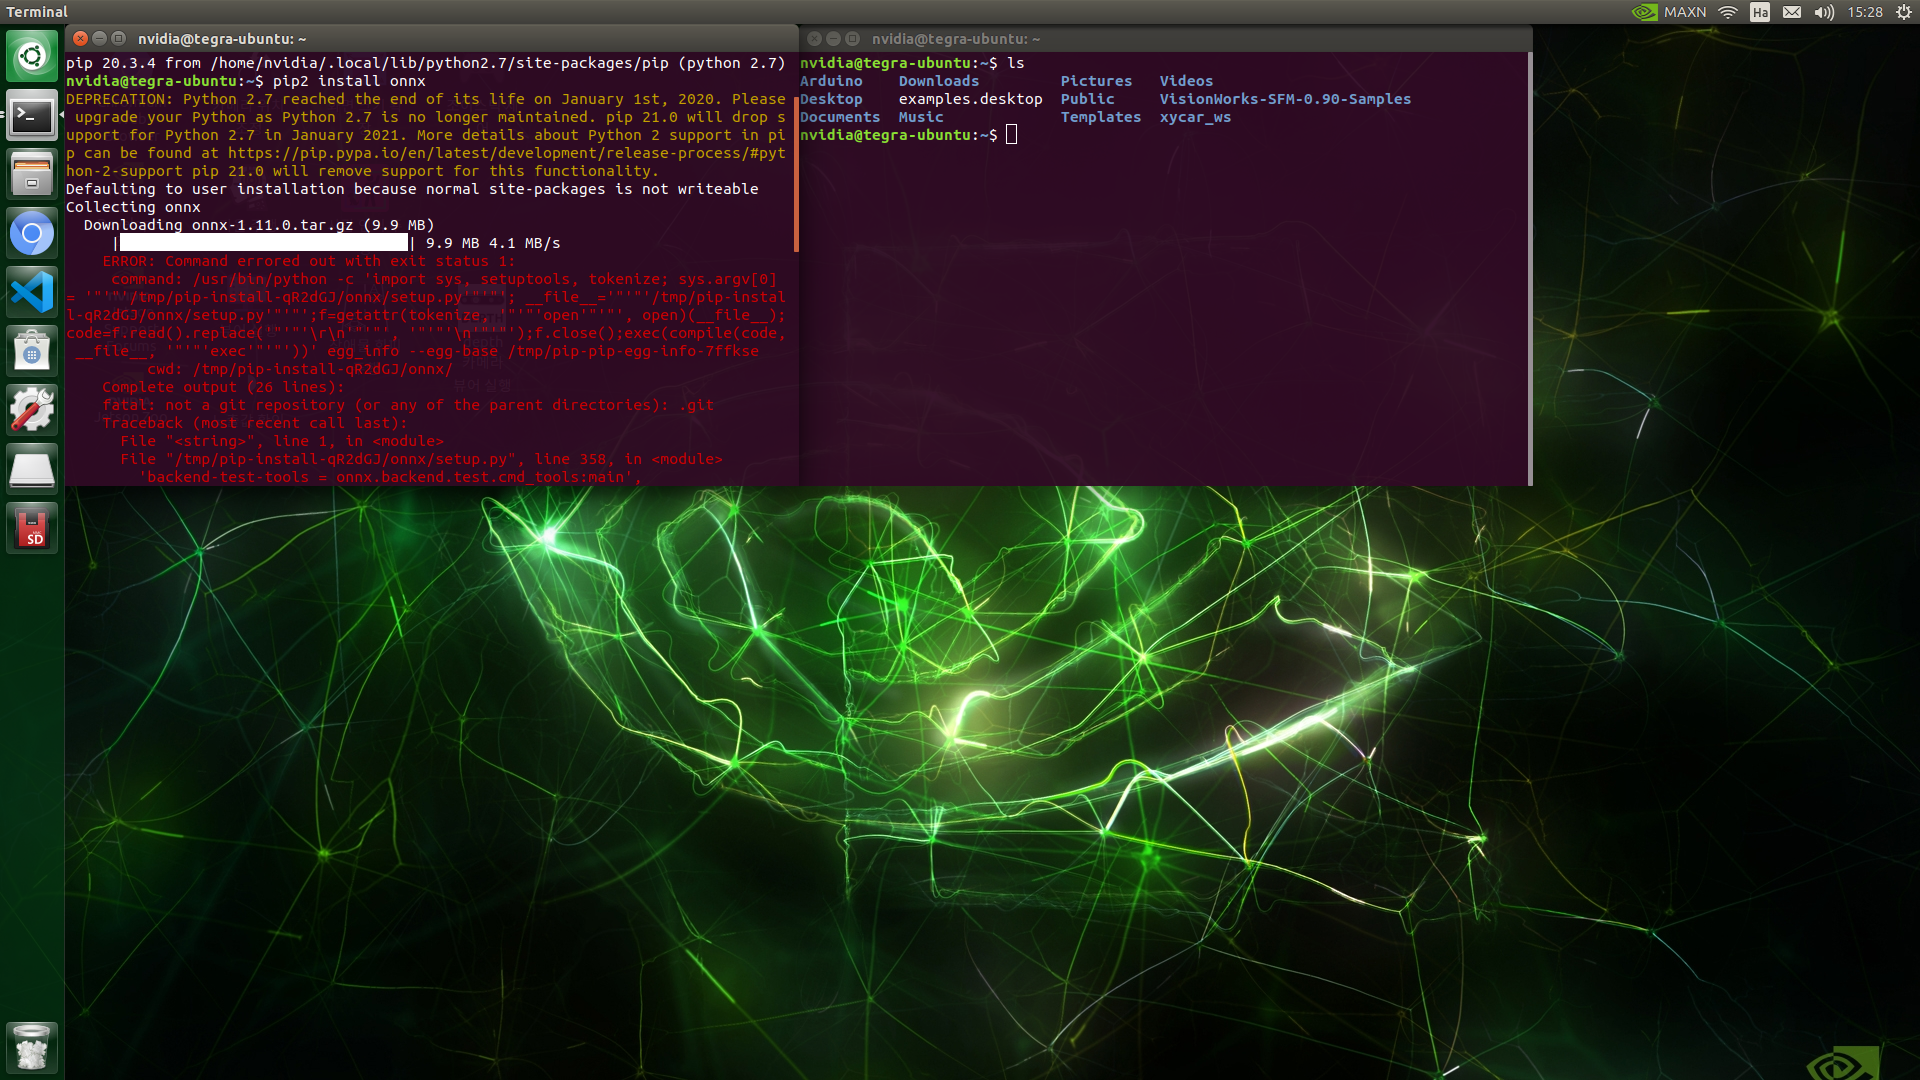 Terminal
MAXN
Ha
15:28
nvidia@tegra-ubuntu: ~
pip 20.3.4 from /home/nvidia/.local/lib/python2.7/site-packages/pip (python 2.7)
nvidia@tegra-ubuntu:~$ pip2 install onnx
DEPRECATION: Python 2.7 reached the end of its life on January 1st, 2020. Please
upgrade your Python as Python 2.7 is no longer maintained. pip 21.0 will drop s
upport for Python 2.7 in January 2021. More details about Python 2 support in pi
p can be found at https://pip.pypa.io/en/latest/development/release-process/#pyt
hon-2-support pip 21.0 will remove support for this functionality.
Defaulting to user installation because normal site-packages is not writeable
Collecting onnx
Downloading onnx-1.11.0.tar.gz (9.9 MB)
| | 9.9 MB 4.1 MB/s
ERROR: Command errored out with exit status 1:
command: /usr/bin/python -c 'import sys, setuptools, tokenize; sys.argv[0]
= '"'"'/tmp/pip-install-qR2dGJ/onnx/setup.py'"'"'; __file__='"'"'/tmp/pip-instal
l-qR2dGJ/onnx/setup.py'"'"';f=getattr(tokenize, '"'"'open'"'"', open)(__file__);
code=f.read().replace('"'"'\r\n'"'"', '"'"'\n'"'"');f.close();exec(compile(code,
__file__, '"'"'exec'"'"'))' egg_info --egg-base /tmp/pip-pip-egg-info-7ffkse
cwd: /tmp/pip-install-qR2dGJ/onnx/
Complete output (26 lines):
fatal: not a git repository (or any of the parent directories): .git
Traceback (most recent call last):
File "<string>", line 1, in <module>
File "/tmp/pip-install-qR2dGJ/onnx/setup.py", line 358, in <module>
'backend-test-tools = onnx.backend.test.cmd_tools:main',
nvidia@tegra-ubuntu: ~
nvidia@tegra-ubuntu:~$ ls
Arduino Downloads Pictures Videos
Desktop examples.desktop Public VisionWorks-SFM-0.90-Samples
Documents Music Templates xycar_ws
nvidia@tegra-ubuntu:~$
SD